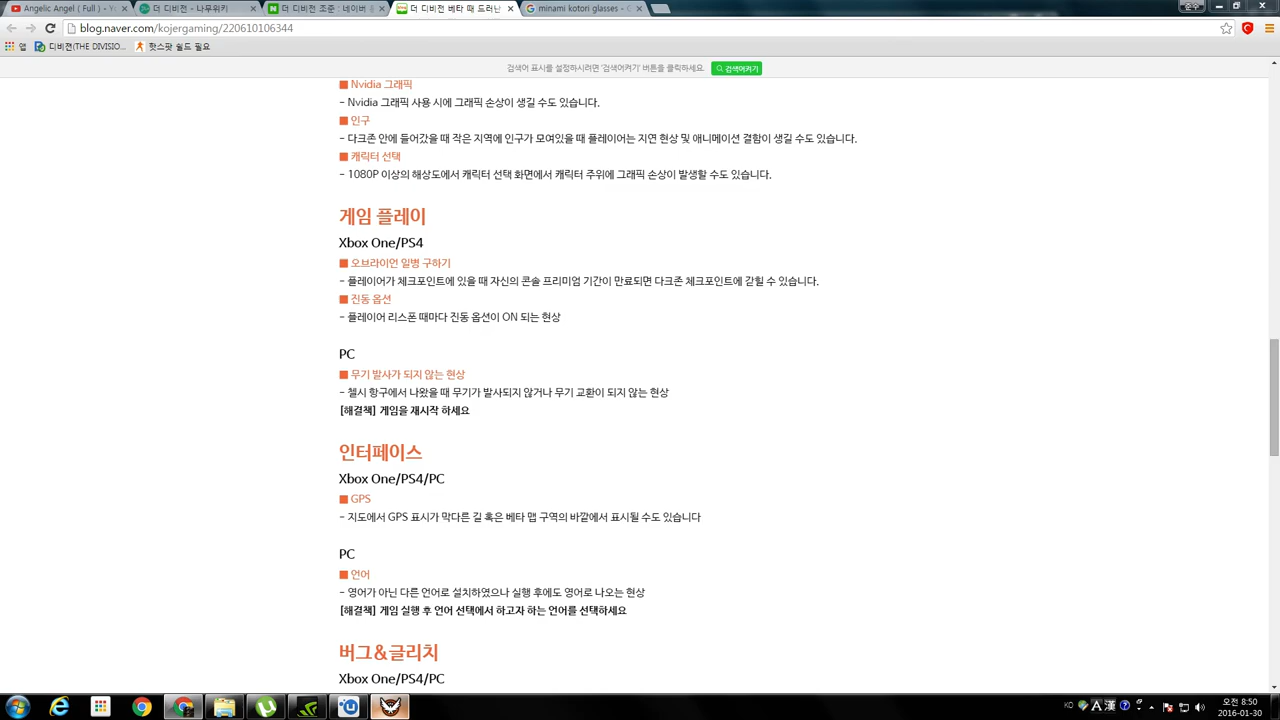 Angelic Angel ( Full ) - Yo
더 디비전 - 나무위키
더 디비전 조준 : 네이버
더 디비전 베타 때 드러난
minami kotori glasses - G
순수
blog.naver.com/kojergaming/220610106344
앱
디비전(THE DIVISIO...
핫스팟 쉴드 필요
검색어 표시를 설정하시려면 '검색어켜기' 버튼을 클릭하세요.
검색어켜기
■ Nvidia 그래픽
- Nvidia 그래픽 사용 시에 그래픽 손상이 생길 수도 있습니다.
■ 인구
- 다크존 안에 들어갔을 때 작은 지역에 인구가 모여있을 때 플레이어는 지연 현상 및 애니메이션 결함이 생길 수도 있습니다.
■ 캐릭터 선택
- 1080P 이상의 해상도에서 캐릭터 선택 화면에서 캐릭터 주위에 그래픽 손상이 발생할 수도 있습니다.
게임 플레이
Xbox One/PS4
■ 오브라이언 일병 구하기
- 플레이어가 체크포인트에 있을 때 자신의 콘솔 프리미엄 기간이 만료되면 다크존 체크포인트에 갇힐 수 있습니다.
■ 진동 옵션
- 플레이어 리스폰 때마다 진동 옵션이 ON 되는 현상
PC
■ 무기 발사가 되지 않는 현상
- 첼시 항구에서 나왔을 때 무기가 발사되지 않거나 무기 교환이 되지 않는 현상
[해결책] 게임을 재시작 하세요
인터페이스
Xbox One/PS4/PC
■ GPS
- 지도에서 GPS 표시가 막다른 길 혹은 베타 맵 구역의 바깥에서 표시될 수도 있습니다
PC
■ 언어
- 영어가 아닌 다른 언어로 설치하였으나 실행 후에도 영어로 나오는 현상
[해결책] 게임 실행 후 언어 선택에서 하고자 하는 언어를 선택하세요
버그&글리치
Xbox One/PS4/PC
KO
A
漢
오전 8:50
2016-01-30